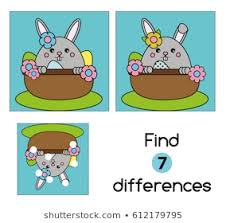 Find
7
differences
shutterstock.com • 612179795